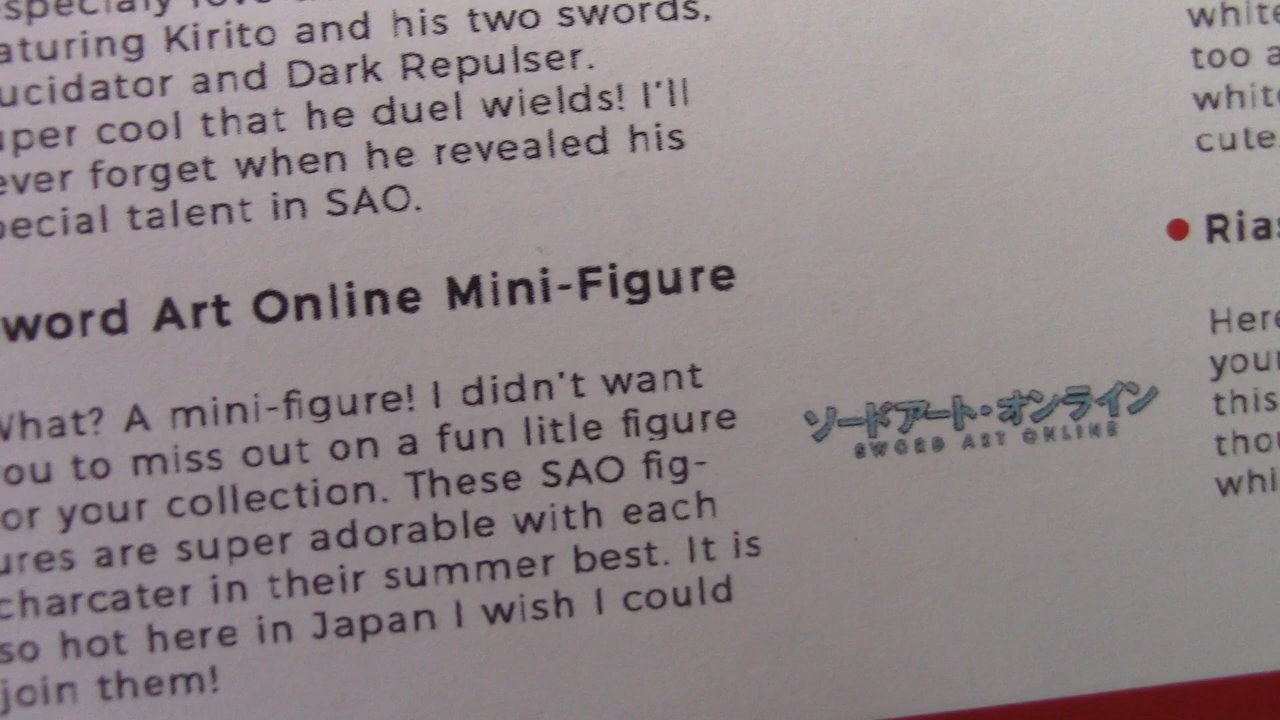 aturing Kirito and his two swords,
ucidator and Dark Repulser.
uper cool that he duel wields! I'll
ever forget when he revealed his
pecial talent in SAO.
word Art Online Mini-Figure
What? A mini-figure! I didn't want
ou to miss out on a fun litle figure
or your collection. These SAO fig-
ures are super adorable with each
charcater in their summer best. It is
so hot here in Japan I wish I could
join them!
ソードアート・オンライン
SWORD ART ONLINE
white
too a
white
cute
Rias
Here
your
this
thou
whi